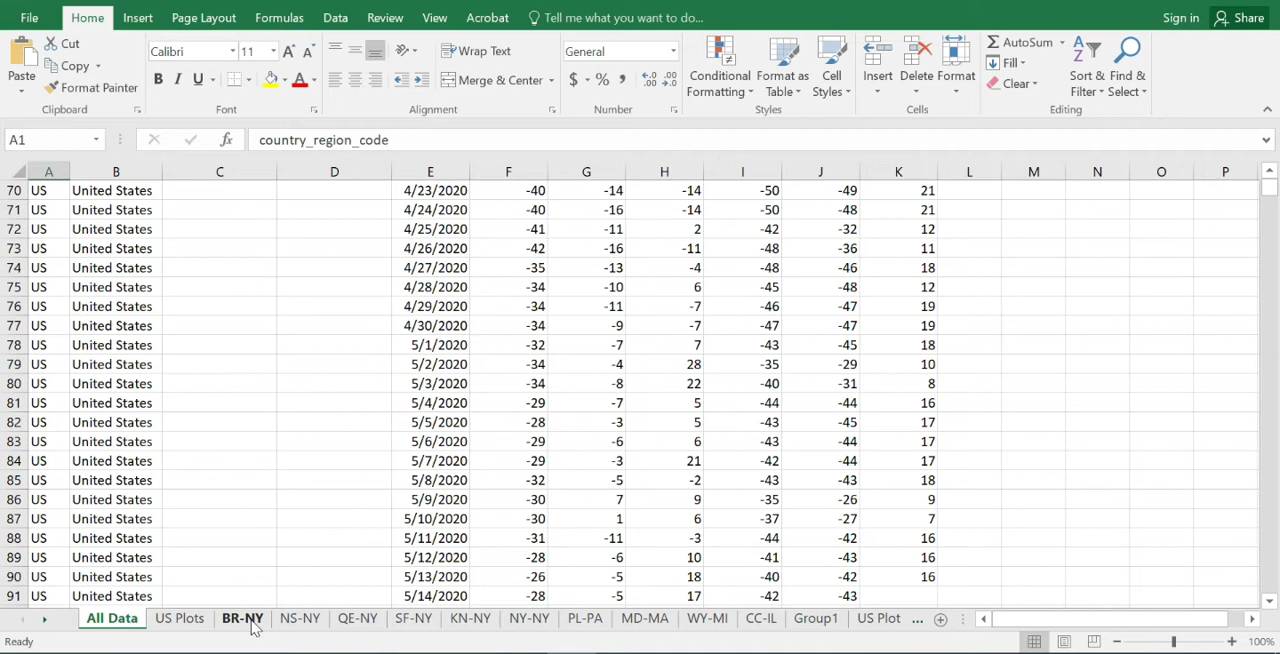 File Home Insert Page Layout Formulas Data Review View Acrobat Tell me what you want to do... Sign in Share
Paste Cut Copy Format Painter Calibri 11 B I U Wrap Text Merge & Center General $ % , Conditional Formatting Format as Table Cell Styles Insert Delete Format AutoSum Fill Clear Sort & Filter Find & Select
Clipboard Font Alignment Number Styles Cells Editing
A1 fx country_region_code
A B C D E F G H I J K L M N O P
70 US United States 4/23/2020 -40 -14 -14 -50 -49 21
71 US United States 4/24/2020 -40 -16 -14 -50 -48 21
72 US United States 4/25/2020 -41 -11 2 -42 -32 12
73 US United States 4/26/2020 -42 -16 -11 -48 -36 11
74 US United States 4/27/2020 -35 -13 -4 -48 -46 18
75 US United States 4/28/2020 -34 -10 6 -45 -48 12
76 US United States 4/29/2020 -34 -11 -7 -46 -47 19
77 US United States 4/30/2020 -34 -9 -7 -47 -47 19
78 US United States 5/1/2020 -32 -7 7 -43 -45 18
79 US United States 5/2/2020 -34 -4 28 -35 -29 10
80 US United States 5/3/2020 -34 -8 22 -40 -31 8
81 US United States 5/4/2020 -29 -7 5 -44 -44 16
82 US United States 5/5/2020 -28 -3 5 -43 -45 17
83 US United States 5/6/2020 -29 -6 6 -43 -44 17
84 US United States 5/7/2020 -29 -3 21 -42 -44 17
85 US United States 5/8/2020 -32 -5 -2 -43 -43 18
86 US United States 5/9/2020 -30 7 9 -35 -26 9
87 US United States 5/10/2020 -30 1 6 -37 -27 7
88 US United States 5/11/2020 -31 -11 -3 -44 -42 16
89 US United States 5/12/2020 -28 -6 10 -41 -43 16
90 US United States 5/13/2020 -26 -5 18 -40 -42 16
91 US United States 5/14/2020 -28 -5 17 -42 -43
All Data US Plots BR-NY NS-NY QE-NY SF-NY KN-NY NY-NY PL-PA MD-MA WY-MI CC-IL Group1 US Plot ...
Ready 100%